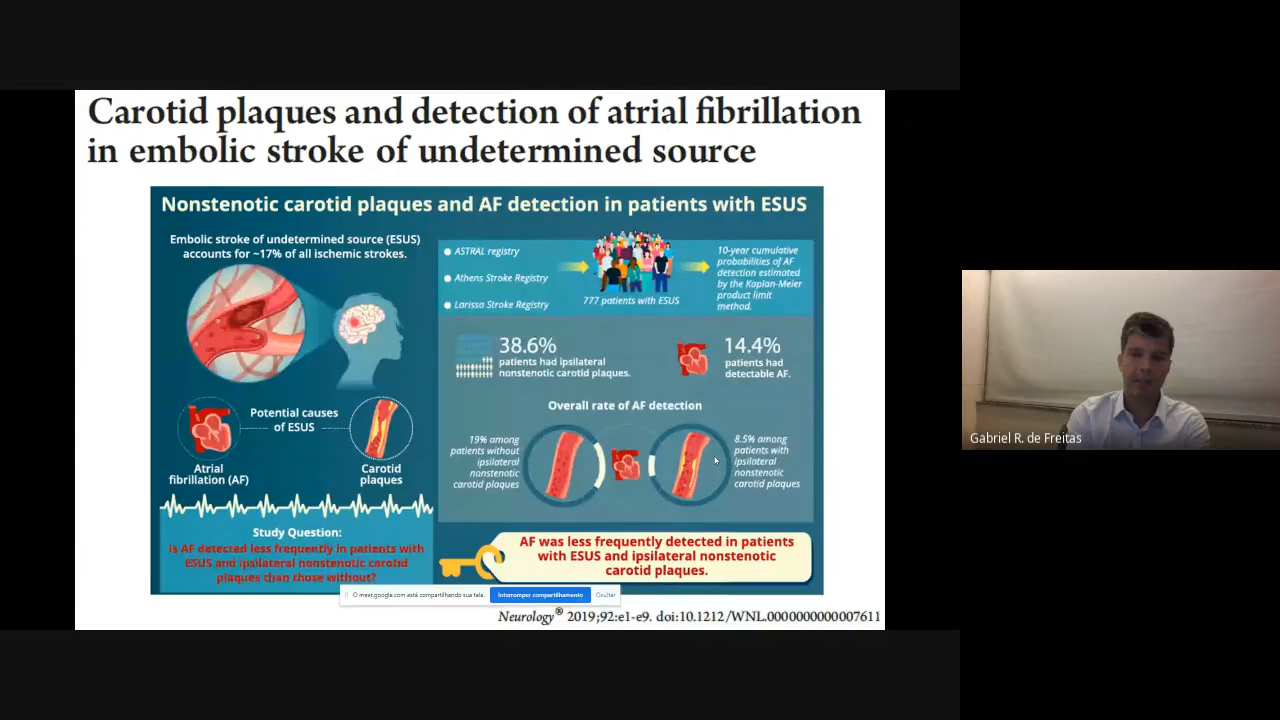 Carotid plaques and detection of atrial fibrillation
in embolic stroke of undetermined source
Nonstenotic carotid plaques and AF detection in patients with ESUS
Embolic stroke of undetermined source (ESUS)
accounts for ~17% of all ischemic strokes.
Potential causes
of ESUS
Atrial
fibrillation (AF)
Carotid
plaques
Study Question:
Is AF detected less frequently in patients with
ESUS and ipsilateral nonstenotic carotid
plaques than those without?
ASTRAL registry
Athens Stroke Registry
Larissa Stroke Registry
777 patients with ESUS
10-year cumulative
probabilities of AF
detection estimated
by the Kaplan-Meier
product limit
method.
38.6%
patients had ipsilateral
nonstenotic carotid plaques.
14.4%
patients had
detectable AF.
Overall rate of AF detection
19% among
patients without
ipsilateral
nonstenotic
carotid plaques
8.5% among
patients with
ipsilateral
nonstenotic
carotid plaques
AF was less frequently detected in patients
with ESUS and ipsilateral nonstenotic
carotid plaques.
O meet.google.com está compartilhando sua tela.
Interromper compartilhamento
Ocultar
Neurology® 2019;92:e1-e9. doi:10.1212/WNL.0000000000007611
Gabriel R. de Freitas